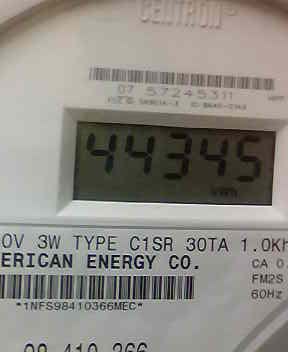 CENTRON
07 57245311
44345
0V 3W TYPE C1SR 30TA 1.0Kh
ERICAN ENERGY CO.
CA 0.
FM2S
60Hz
*1NFS98410366MEC*